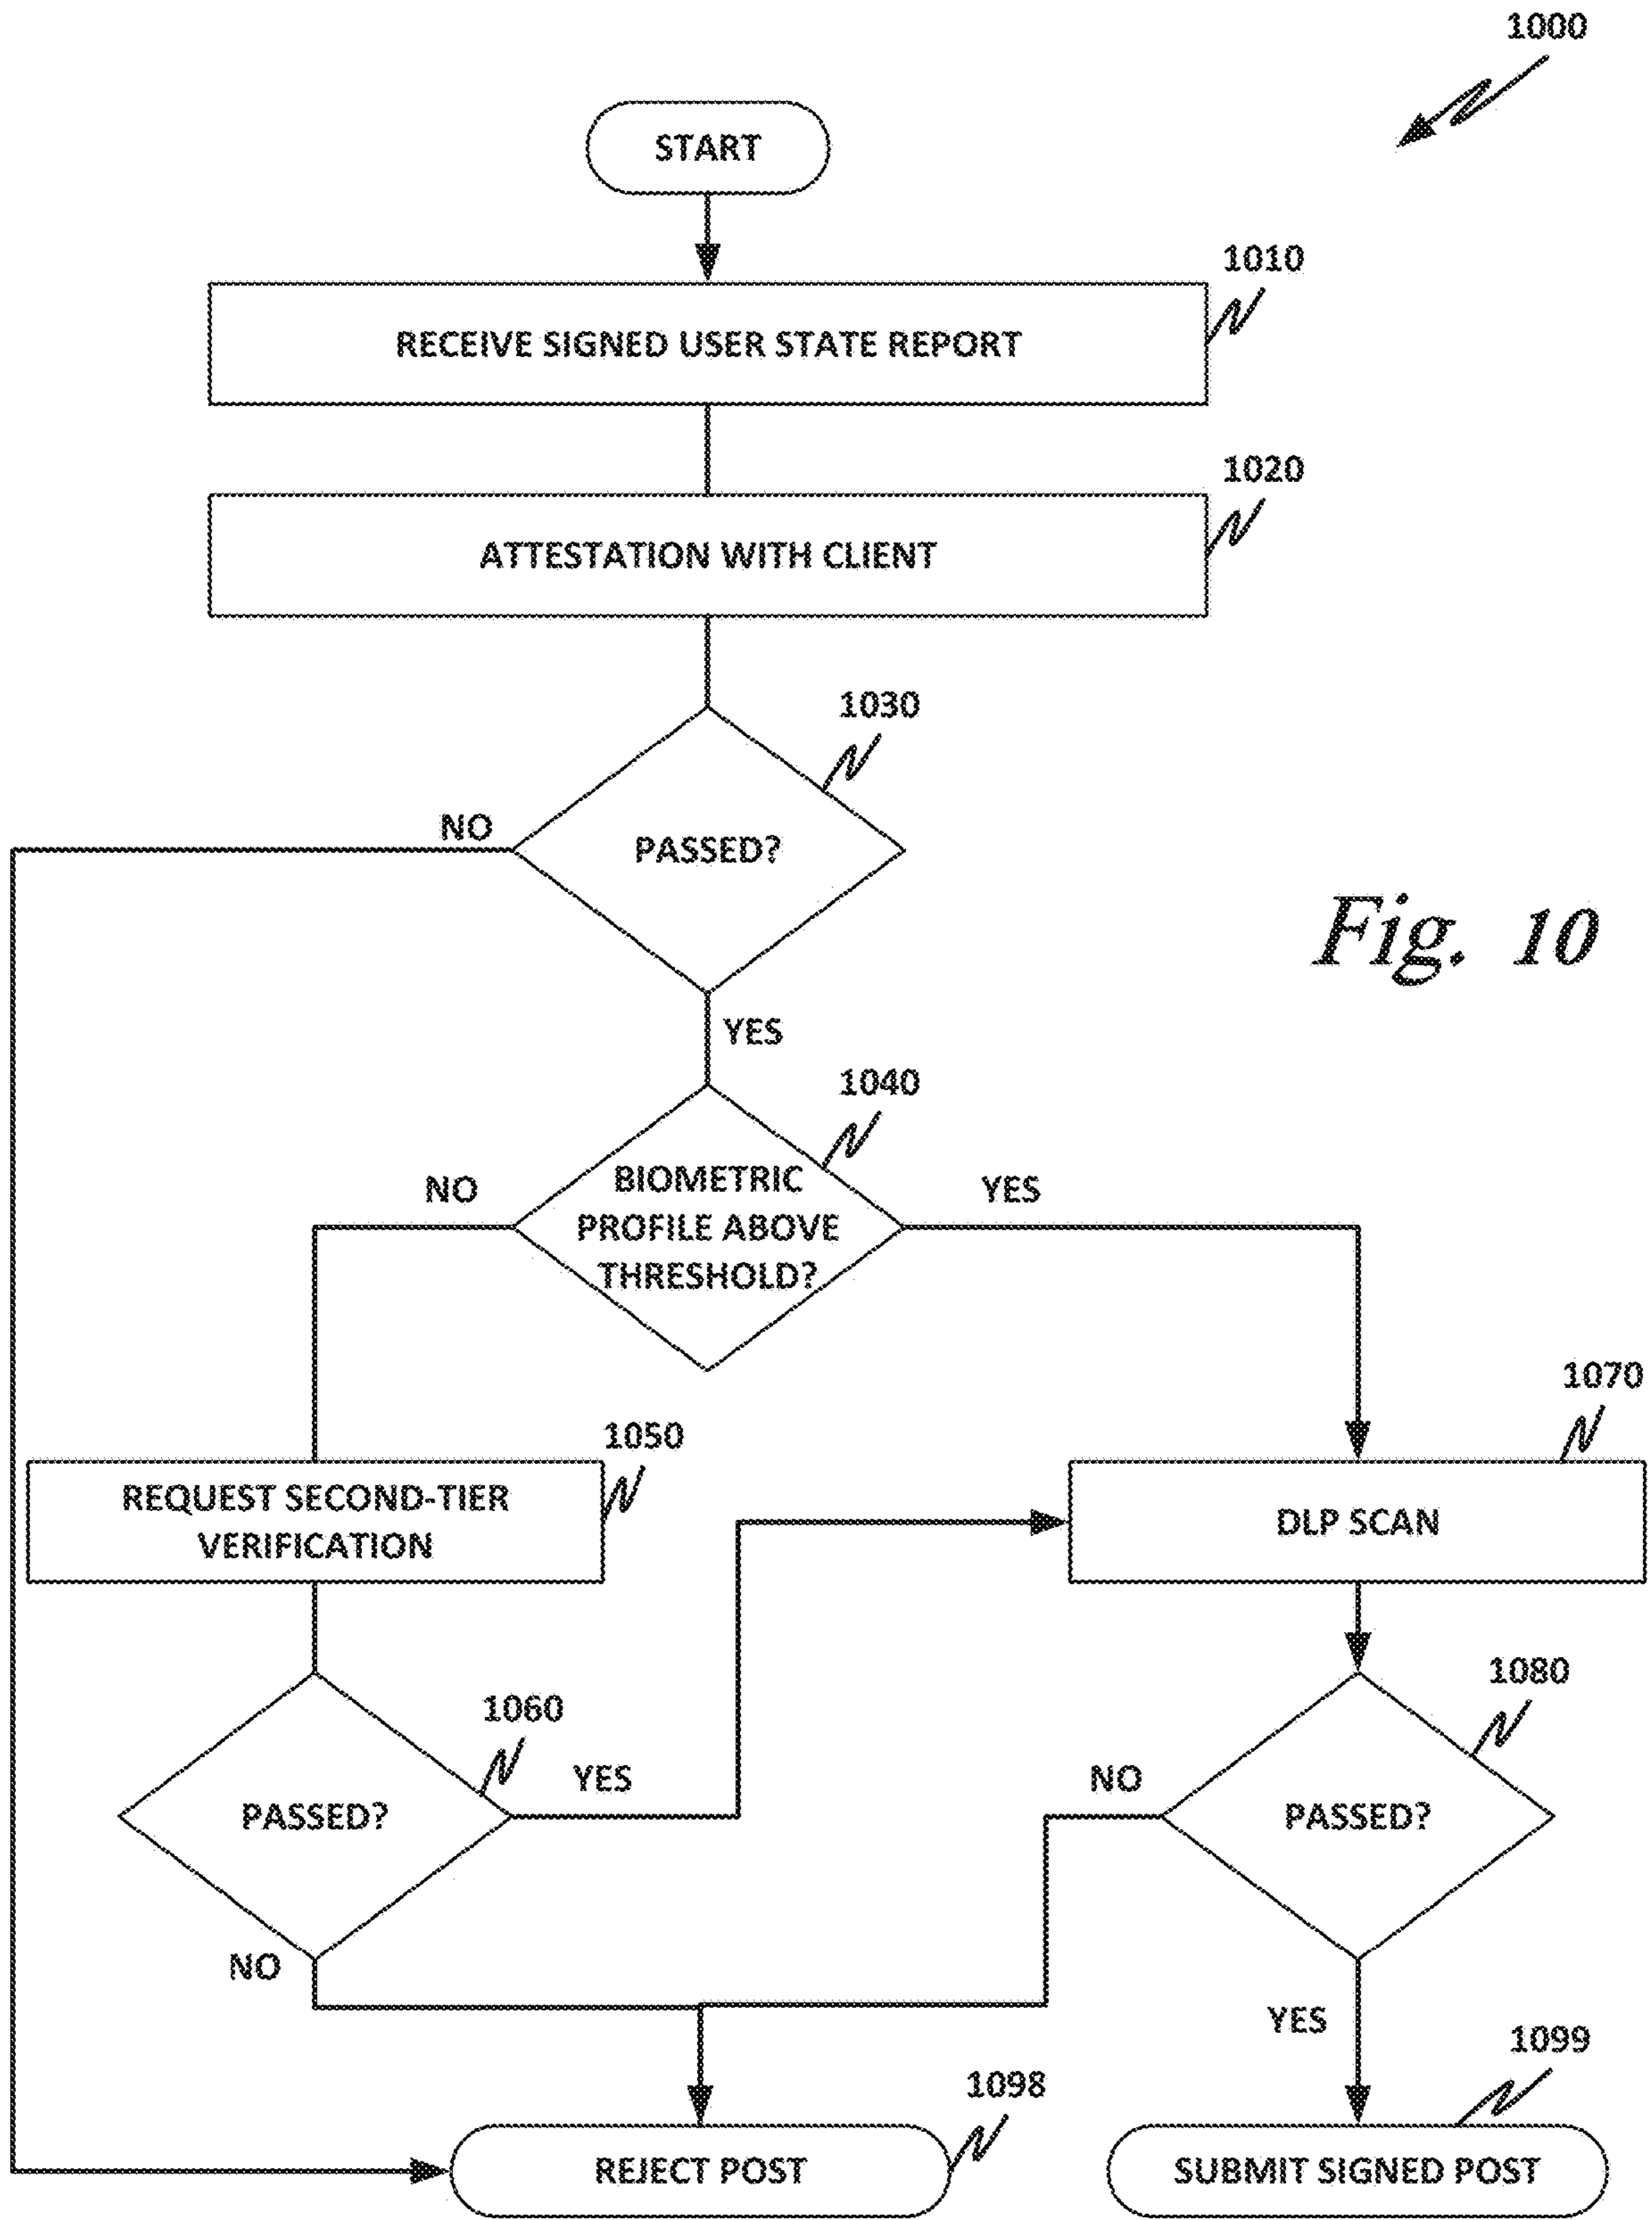 1000
START
1010
RECEIVE SIGNED USER STATE REPORT
1020
ATTESTATION WITH CLIENT
1030
NO
PASSED?
Fig. 10
YES
1040
NO
BIOMETRIC
PROFILE ABOVE
THRESHOLD?
YES
1070
1050
REQUEST SECOND-TIER
VERIFICATION
DLP SCAN
1080
1060
YES
NO
PASSED?
PASSED?
NO
YES
1099
1098
REJECT POST
SUBMIT SIGNED POST